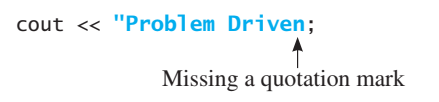 cout << "Problem Driven;
Missing a quotation mark